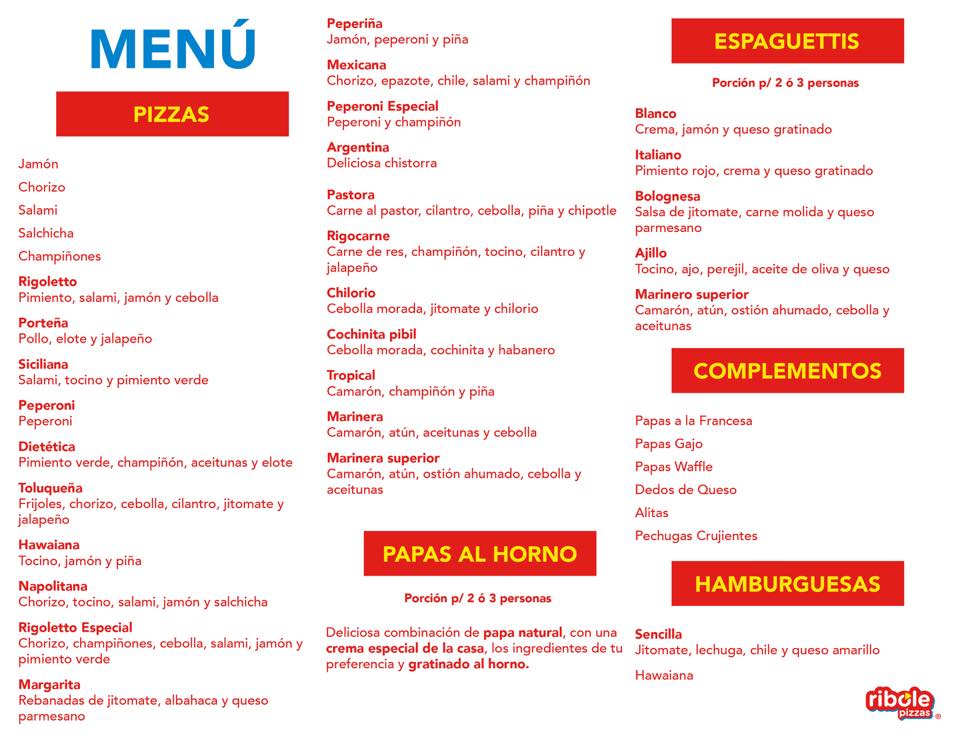 MENÚ
PIZZAS
Jamón
Chorizo
Salami
Salchicha
Champiñones
Rigoletto
Pimiento, salami, jamón y cebolla
Porteña
Pollo, elote y jalapeño
Siciliana
Salami, tocino y pimiento verde
Peperoni
Peperoni
Dietética
Pimiento verde, champiñón, aceitunas y elote
Toluqueña
Frijoles, chorizo, cebolla, cilantro, jitomate y
jalapeño
Hawaiana
Tocino, jamón y piña
Napolitana
Chorizo, tocino, salami, jamón y salchicha
Rigoletto Especial
Chorizo, champiñones, cebolla, salami, jamón y
pimiento verde
Margarita
Rebanadas de jitomate, albahaca y queso
parmesano
Peperiña
Jamón, peperoni y piña
Mexicana
Chorizo, epazote, chile, salami y champiñón
Peperoni Especial
Peperoni y champiñón
Argentina
Deliciosa chistorra
Pastora
Carne al pastor, cilantro, cebolla, piña y chipotle
Rigocarne
Carne de res, champiñón, tocino, cilantro y
jalapeño
Chilorio
Cebolla morada, jitomate y chilorio
Cochinita pibil
Cebolla morada, cochinita y habanero
Tropical
Camarón, champiñón y piña
Marinera
Camarón, atún, aceitunas y cebolla
Marinera superior
Camarón, atún, ostión ahumado, cebolla y
aceitunas
PAPAS AL HORNO
Porción p/ 2 ó 3 personas
Deliciosa combinación de papa natural, con una
crema especial de la casa, los ingredientes de tu
preferencia y gratinado al horno.
ESPAGUETTIS
Porción p/ 2 ó 3 personas
Blanco
Crema, jamón y queso gratinado
Italiano
Pimiento rojo, crema y queso gratinado
Bolognesa
Salsa de jitomate, carne molida y queso
parmesano
Ajillo
Tocino, ajo, perejil, aceite de oliva y queso
Marinero superior
Camarón, atún, ostión ahumado, cebolla y
aceitunas
COMPLEMENTOS
Papas a la Francesa
Papas Gajo
Papas Waffle
Dedos de Queso
Alitas
Pechugas Crujientes
HAMBURGUESAS
Sencilla
Jitomate, lechuga, chile y queso amarillo
Hawaiana
ribole
pizzas ®